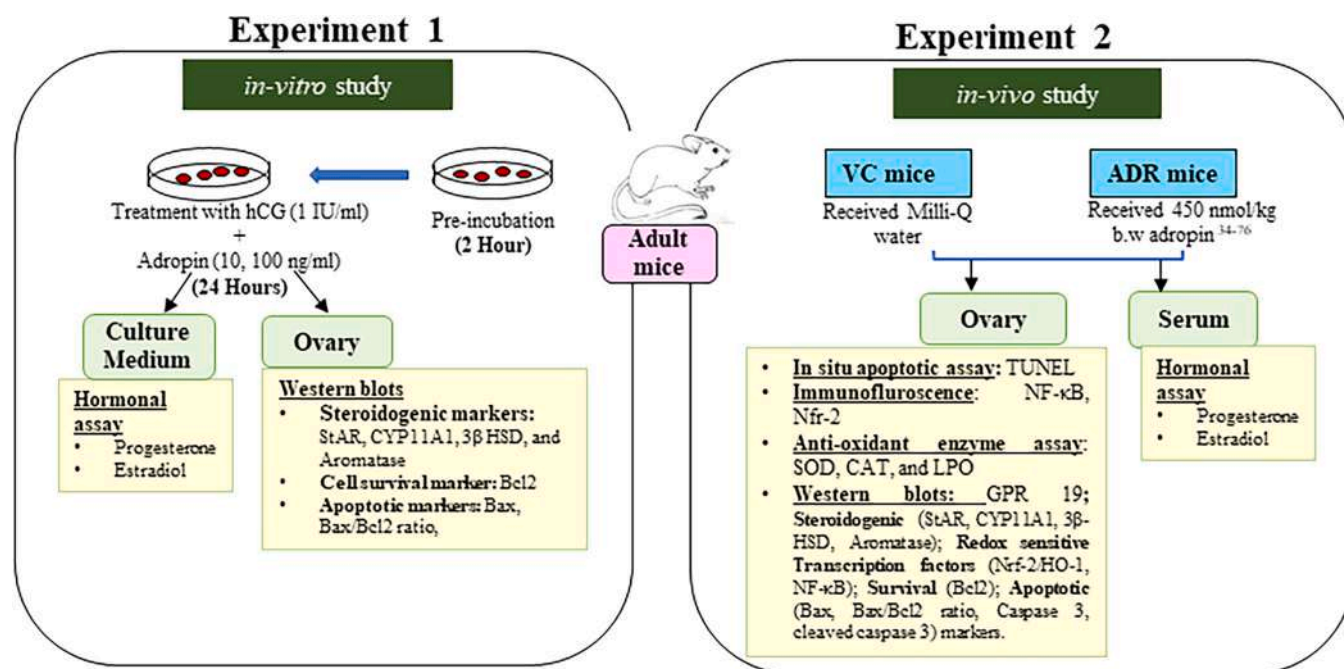 Experiment 1
in-vitro study
Treatment with hCG (1 IU/ml)
+
Adropin (10, 100 ng/ml)
(24 Hours)
Pre-incubation
(2 Hour)
Culture
Medium
Ovary
Hormonal
assay
• Progesterone
• Estradiol
Western blots
• Steroidogenic markers:
StAR, CYP11A1, 3β HSD, and
Aromatase
• Cell survival marker: Bcl2
• Apoptotic markers: Bax,
Bax/Bcl2 ratio,
Adult
mice
Experiment 2
in-vivo study
VC mice
Received Milli-Q
water
ADR mice
Received 450 nmol/kg
b.w adropin 34-76
Ovary
Serum
• In situ apoptotic assay: TUNEL
• Immunofluroscence: NF-κB,
Nfr-2
• Anti-oxidant enzyme assay:
SOD, CAT, and LPO
• Western blots: GPR 19;
Steroidogenic (StAR, CYP11A1, 3β-
HSD, Aromatase); Redox sensitive
Transcription factors (Nrf-2/HO-1,
NF-κB); Survival (Bcl2); Apoptotic
(Bax, Bax/Bcl2 ratio, Caspase 3,
cleaved caspase 3) markers.
Hormonal
assay
• Progesterone
• Estradiol